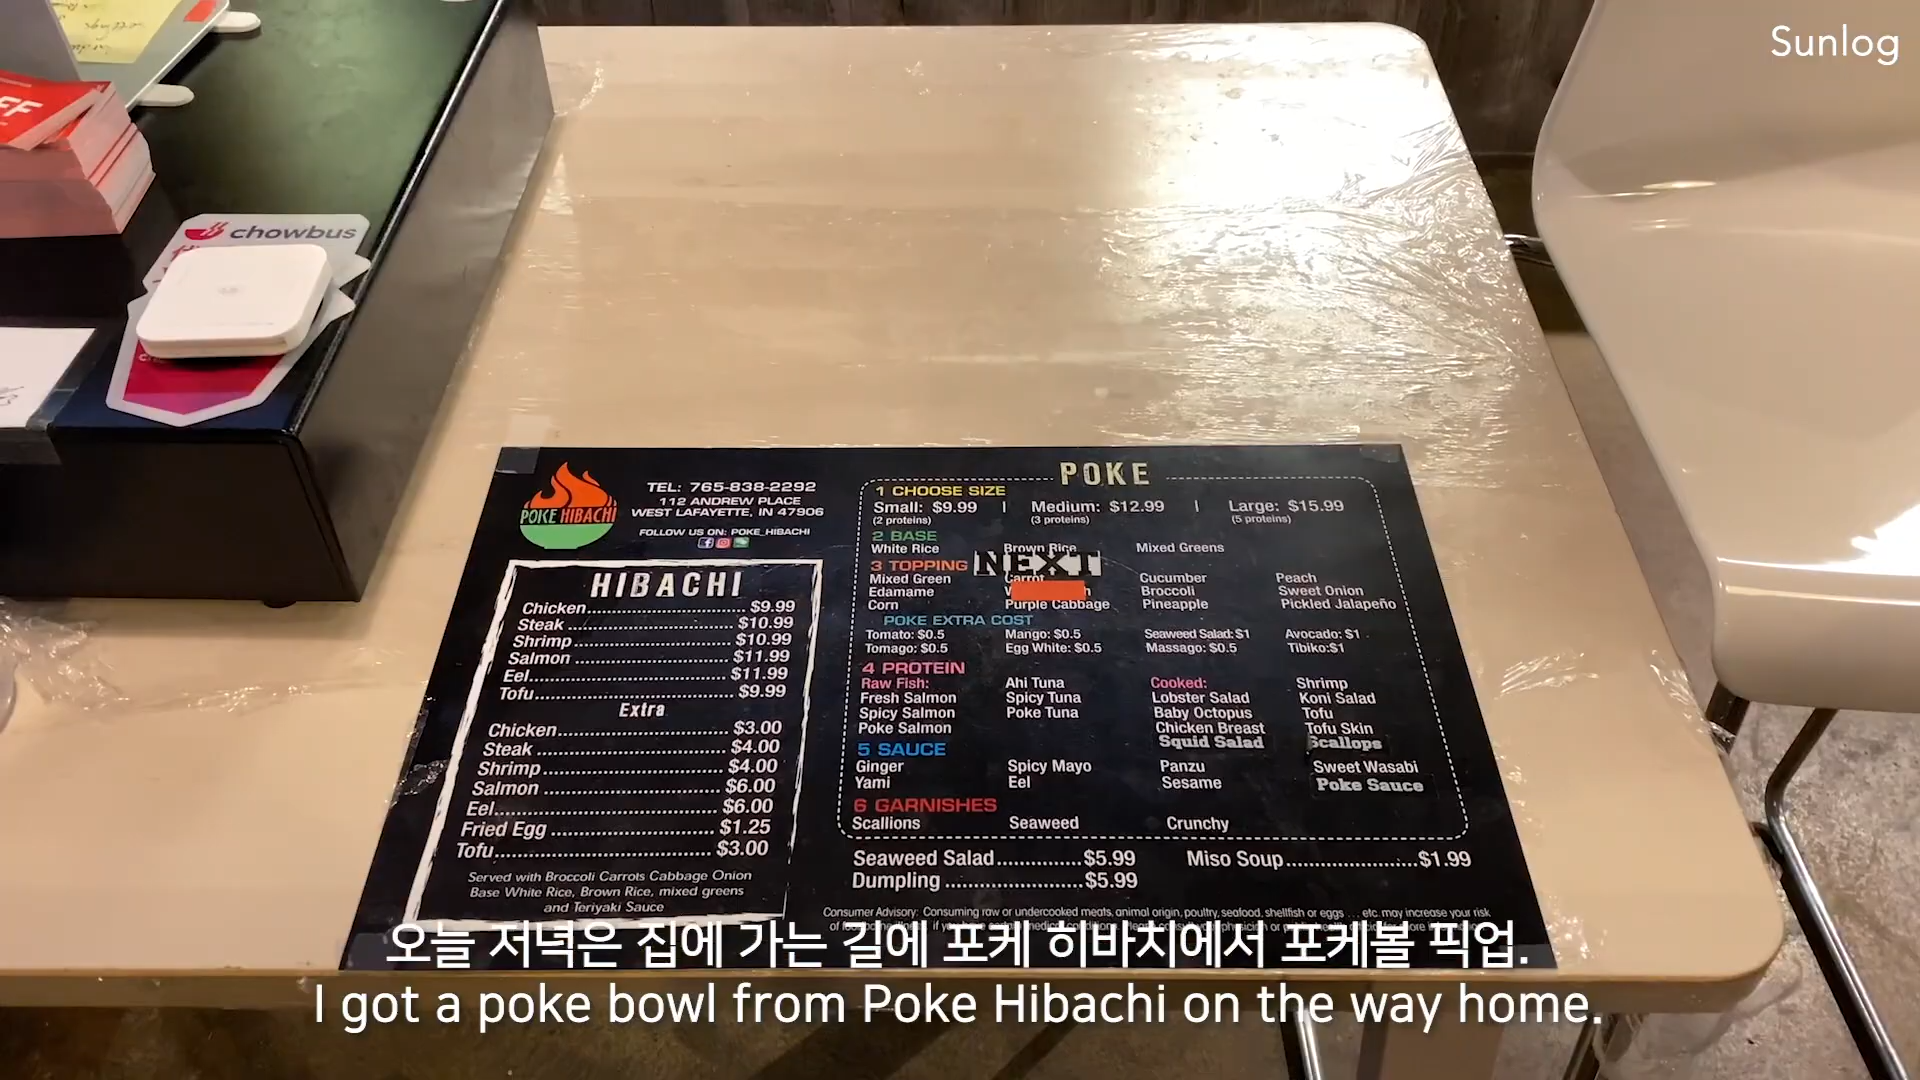 Sunlog
FF
chowbus
POKE HIBACHI
TEL: 765-838-2292
112 ANDREW PLACE
WEST LAFAYETTE, IN 47906
FOLLOW US ON: POKE_HIBACHI
HIBACHI
Chicken........................ $9.99
Steak ........................ $10.99
Shrimp........................ $10.99
Salmon ........................ $11.99
Eel........................ $11.99
Tofu........................ $9.99
Extra
Chicken........................ $3.00
Steak ........................ $4.00
Shrimp........................ $4.00
Salmon ........................ $6.00
Eel........................ $6.00
Fried Egg ........................ $1.25
Tofu........................ $3.00
Served with Broccoli Carrots Cabbage Onion
Base White Rice, Brown Rice, mixed greens
and Teriyaki Sauce
POKE
1 CHOOSE SIZE
Small: $9.99 | Medium: $12.99 | Large: $15.99
(2 proteins) (3 proteins) (5 proteins)
2 BASE
White Rice Brown Rice Mixed Greens
3 TOPPING NEXT
Mixed Green Carrot Cucumber Peach
Edamame Broccoli Sweet Onion
Corn Purple Cabbage Pineapple Pickled Jalapeño
POKE EXTRA COST
Tomato: $0.5 Mango: $0.5 Seaweed Salad: $1 Avocado: $1
Tomago: $0.5 Egg White: $0.5 Massago: $0.5 Tibiko:$1
4 PROTEIN
Raw Fish: Ahi Tuna Cooked: Shrimp
Fresh Salmon Spicy Tuna Lobster Salad Koni Salad
Spicy Salmon Poke Tuna Baby Octopus Tofu
Poke Salmon Chicken Breast Tofu Skin
Squid Salad Scallops
5 SAUCE
Ginger Spicy Mayo Panzu Sweet Wasabi
Yami Eel Sesame Poke Sauce
6 GARNISHES
Scallions Seaweed Crunchy
Seaweed Salad..............$5.99 Miso Soup......................$1.99
Dumpling .......................$5.99
Consumer Advisory: Consuming raw or undercooked meats, animal origin, poultry, seafood, shellfish or eggs ... etc. may increase your risk
오늘 저녁은 집에 가는 길에 포케 히바치에서 포케볼 픽업.
I got a poke bowl from Poke Hibachi on the way home.